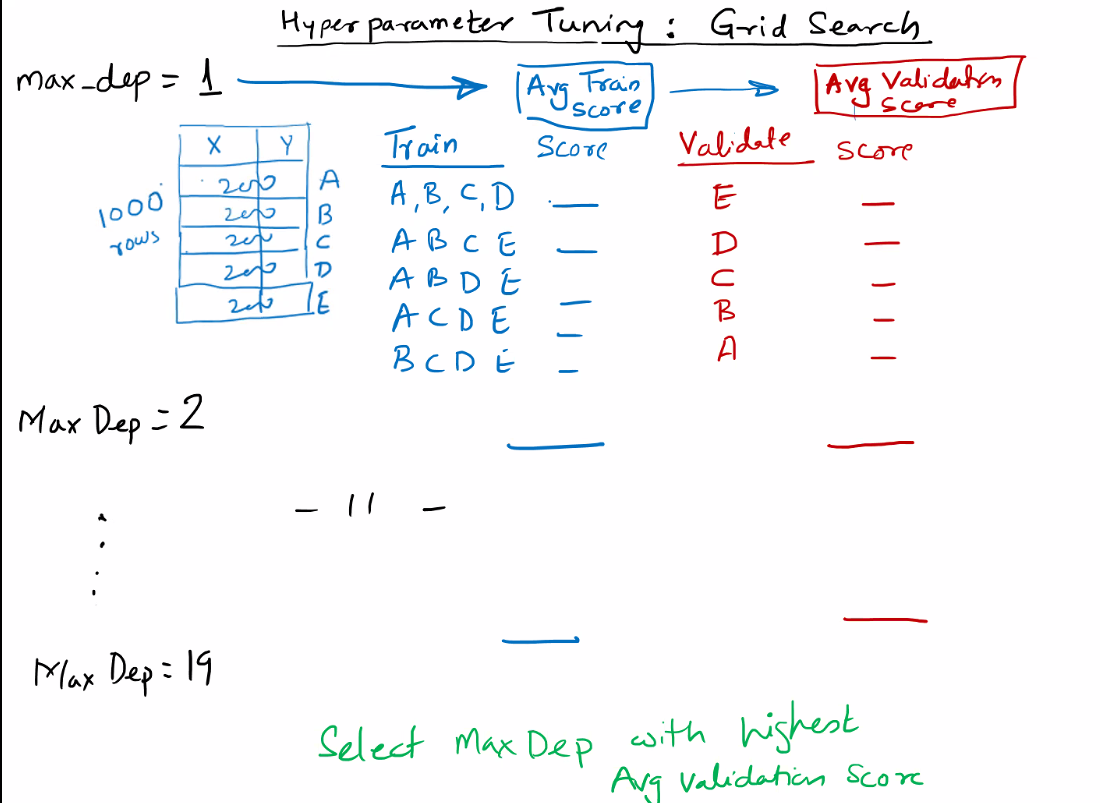 Hyperparameter Tuning : Grid Search
max_dep = 1
Avg Train Score
Avg Validation Score
X Y
200 A
200 B
200 C
200 D
200 E
1000 rows
Train Score Validate Score
A, B, C, D — E —
A B C E — D —
A B D E — C —
A C D E — B —
B C D E — A —
Max Dep = 2
— 11 —
Max Dep = 19
Select Max Dep with highest
Avg validation Score